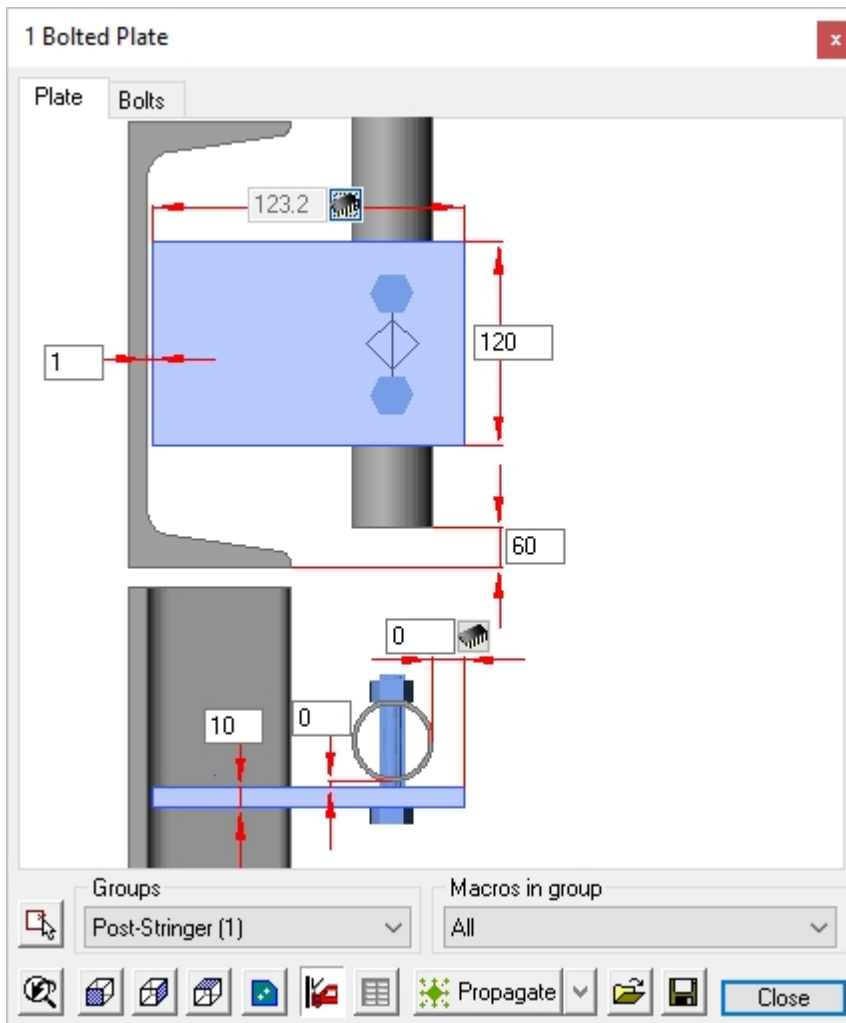 1 Bolted Plate
x
Plate Bolts
123.2
1
120
60
0
10 0
Groups Macros in group
Post-Stringer (1) All
Propagate Close